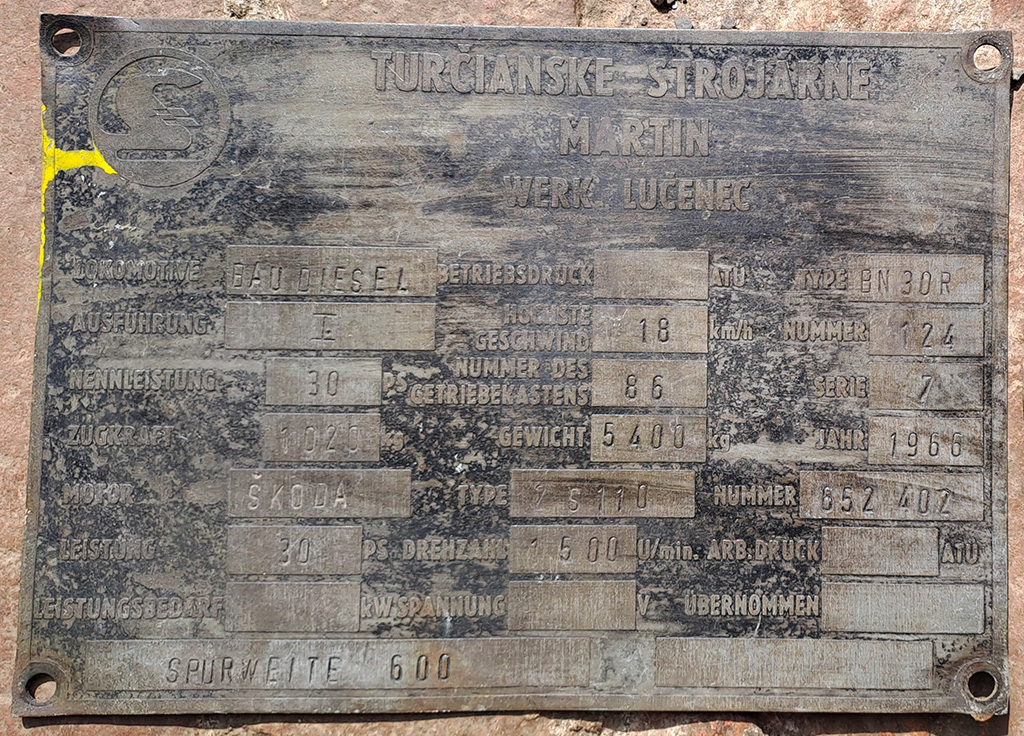 TURČIANSKE STROJÁRNE
MARTIN
WERK. LUČENEC
LOKOMOTIVE BAU DIESEL BETRIEBSDRUCK ATÜ TYPE BN 30R
AUSFÜHRUNG I HÖCHSTE GESCHWIND 18 km/h NUMMER 124
NENNLEISTUNG 30 PS NUMMER DES GETRIEBEKASTENS 86 SERIE 7
ZUGKRAFT 1020 kg GEWICHT 5400 kg JAHR 1966
MOTOR ŠKODA TYPE 2 S 110 NUMMER 652 402
LEISTUNG 30 PS DREHZAHL 1500 U/min. ARB. DRUCK ATÜ
LEISTUNGSBEDARF kW SPANNUNG V ÜBERNOMMEN
SPURWEITE 600